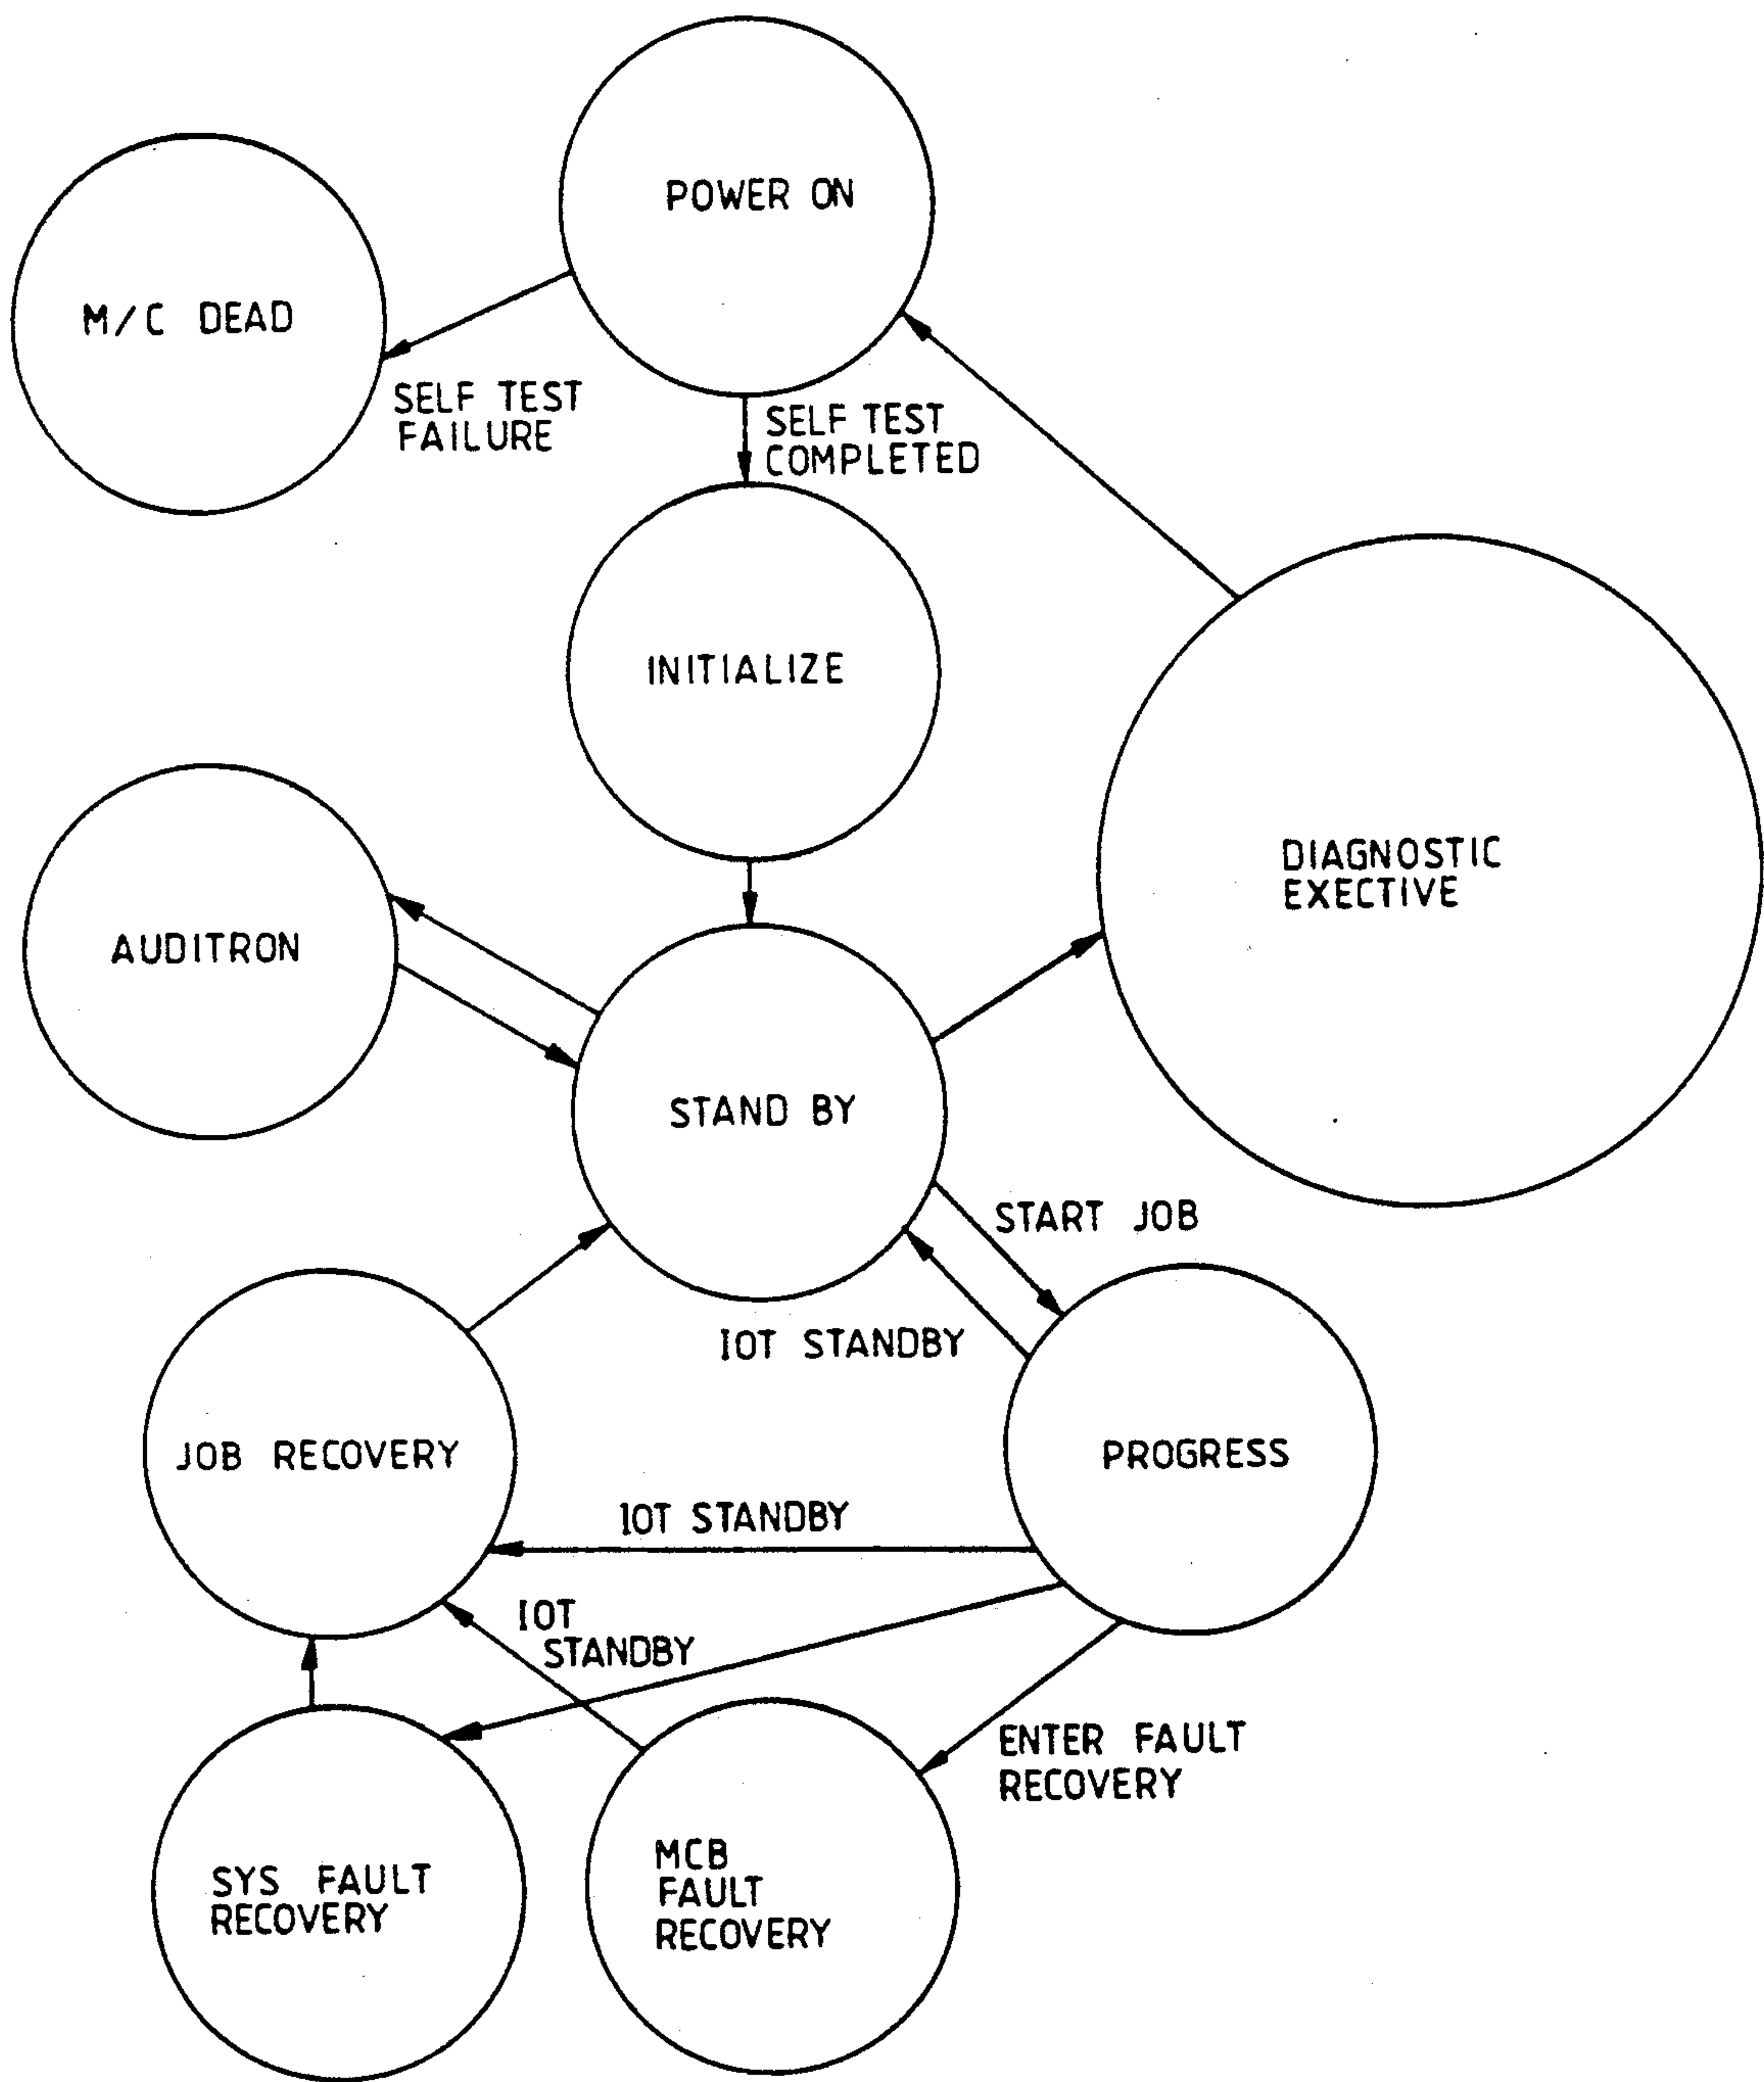 POWER ON
M/C DEAD
SELF TEST
FAILURE
SELF TEST
COMPLETED
INITIALIZE
DIAGNOSTIC
EXECTIVE
AUDITRON
STAND BY
START JOB
IOT STANDBY
JOB RECOVERY
PROGRESS
IOT STANDBY
IOT
STANDBY
ENTER FAULT
RECOVERY
SYS FAULT
RECOVERY
MCB
FAULT
RECOVERY